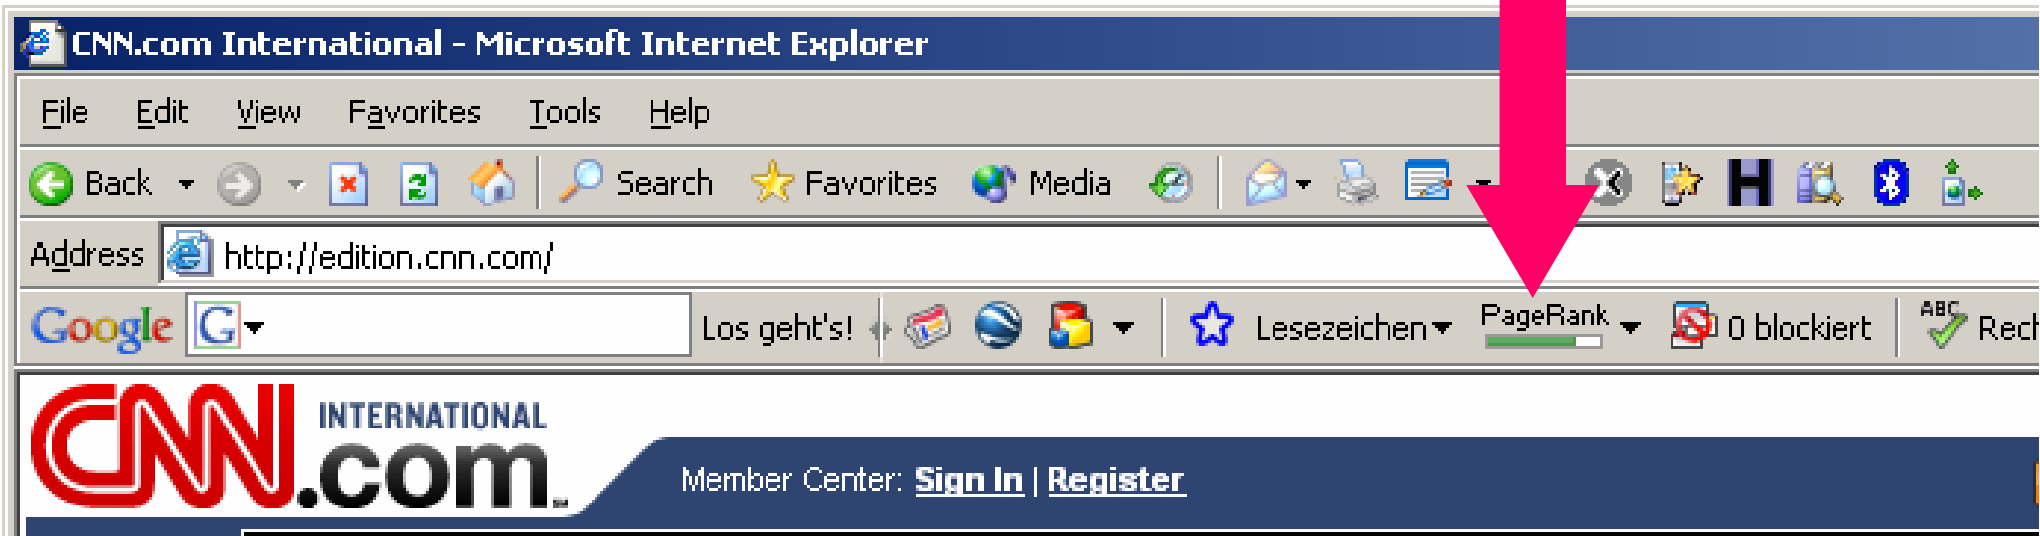 CNN.com International - Microsoft Internet Explorer
File Edit View Favorites Tools Help
Back Search Favorites Media
Address http://edition.cnn.com/
Google G Los geht's! Lesezeichen PageRank 0 blockiert ABC Rech
CNN INTERNATIONAL
.com
Member Center: Sign In | Register